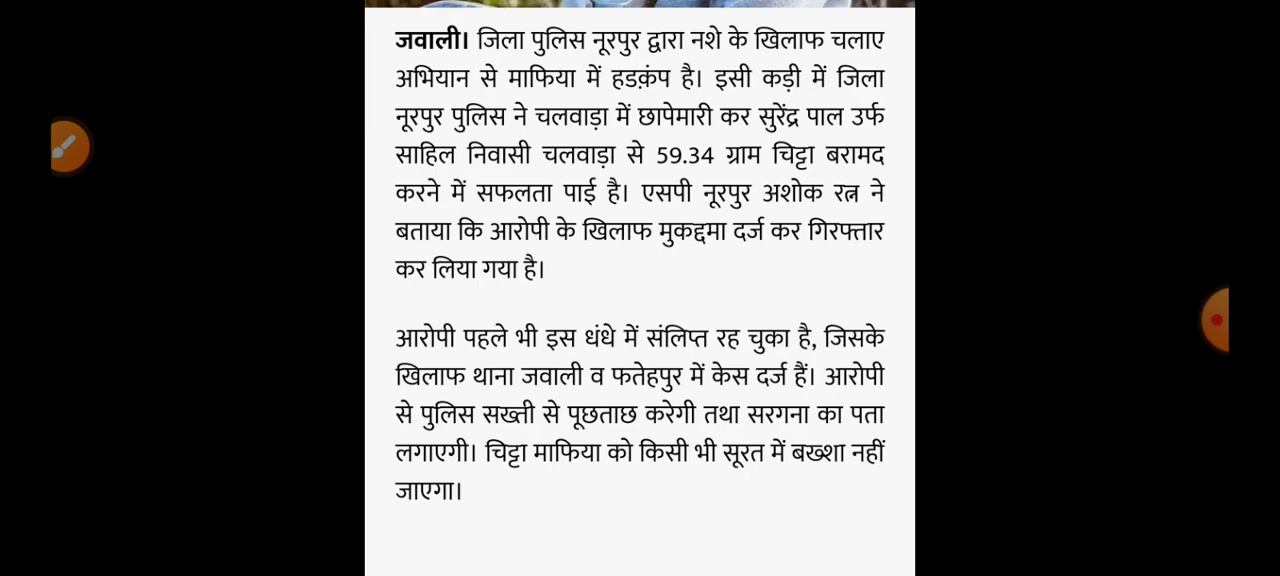 जवाली। जिला पुलिस नूरपुर द्वारा नशे के खिलाफ चलाए
अभियान से माफिया में हडक़ंप है। इसी कड़ी में जिला
नूरपुर पुलिस ने चलवाड़ा में छापेमारी कर सुरेंद्र पाल उर्फ
साहिल निवासी चलवाड़ा से 59.34 ग्राम चिट्टा बरामद
करने में सफलता पाई है। एसपी नूरपुर अशोक रत्न ने
बताया कि आरोपी के खिलाफ मुकद्दमा दर्ज कर गिरफ्तार
कर लिया गया है।
आरोपी पहले भी इस धंधे में संलिप्त रह चुका है, जिसके
खिलाफ थाना जवाली व फतेहपुर में केस दर्ज हैं। आरोपी
से पुलिस सख्ती से पूछताछ करेगी तथा सरगना का पता
लगाएगी। चिट्टा माफिया को किसी भी सूरत में बख्शा नहीं
जाएगा।